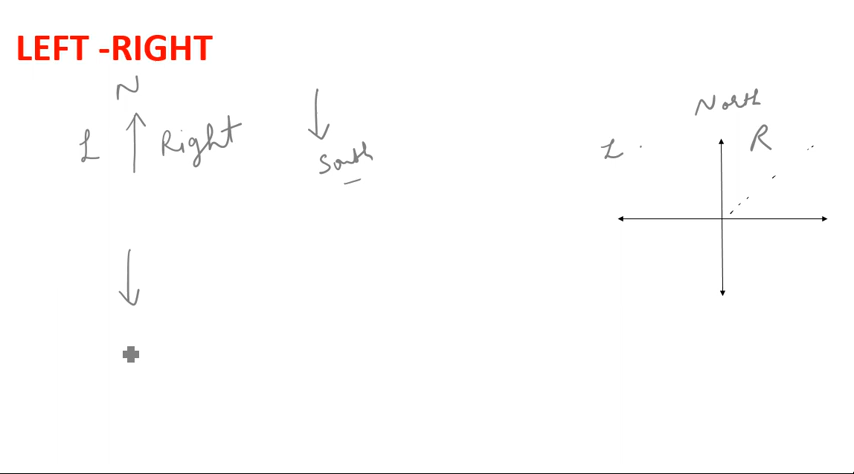 LEFT -RIGHT
N
L Right
South
North
L R